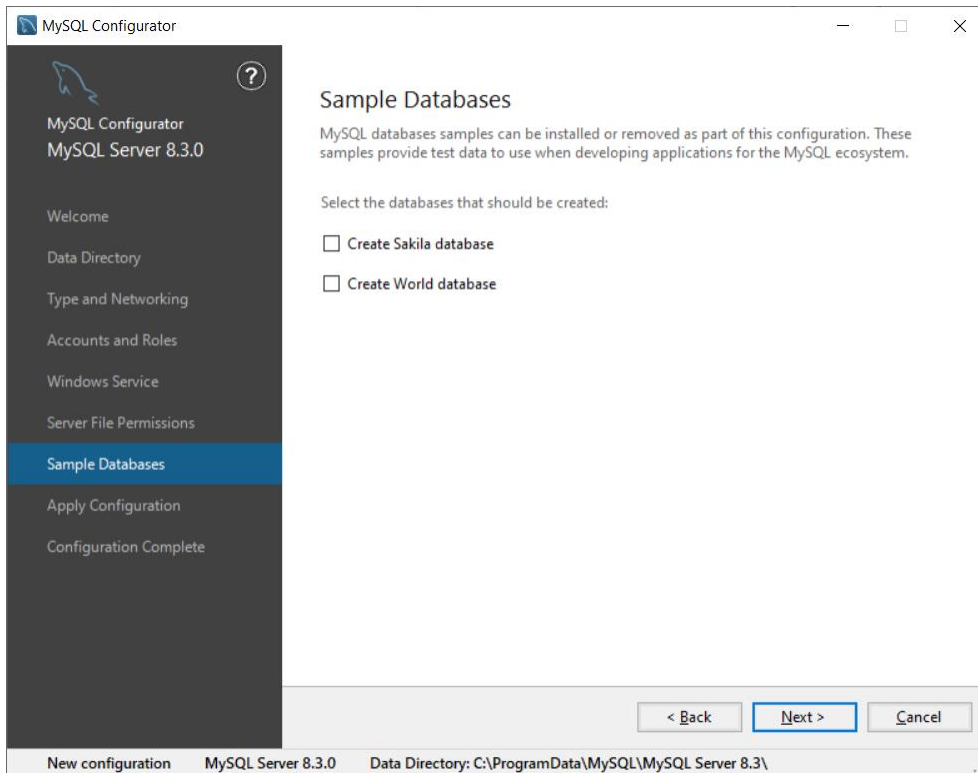 MySQL Configurator
?
MySQL Configurator
MySQL Server 8.3.0
Welcome
Data Directory
Type and Networking
Accounts and Roles
Windows Service
Server File Permissions
Sample Databases
Apply Configuration
Configuration Complete
Sample Databases
MySQL databases samples can be installed or removed as part of this configuration. These
samples provide test data to use when developing applications for the MySQL ecosystem.
Select the databases that should be created:
Create Sakila database
Create World database
< Back
Next >
Cancel
New configuration MySQL Server 8.3.0 Data Directory: C:\ProgramData\MySQL\MySQL Server 8.3\